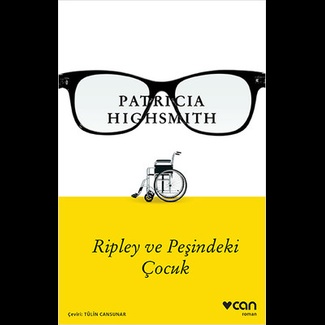 PATRICIA
HIGHSMITH
Ripley ve Peşindeki
Çocuk
Çeviri: TÜLİN CANSUNAR
can
roman